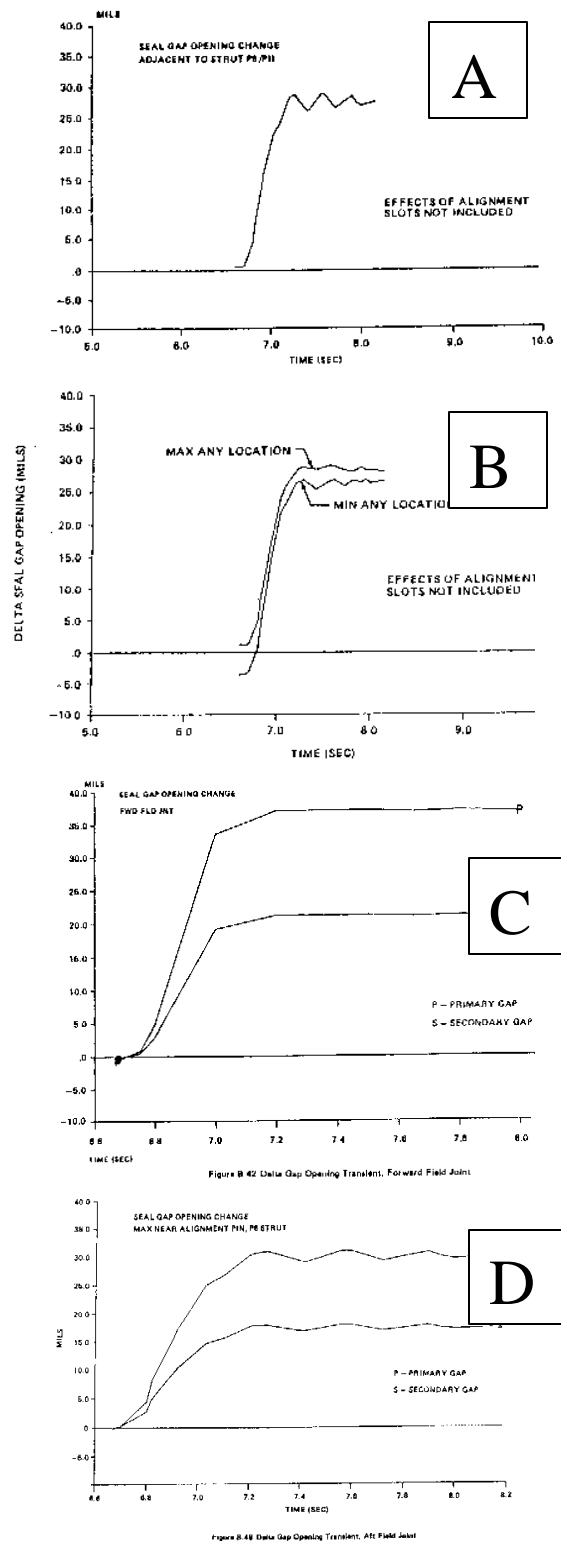 MILS
40.0
SEAL GAP OPENING CHANGE
ADJACENT TO STRUT P8/P11
A
35.0
30.0
25.0
20.0
15.0
EFFECTS OF ALIGNMENT
SLOTS NOT INCLUDED
10.0
5.0
.0
-5.0
-10.0
5.0 6.0 7.0 8.0 9.0 10.0
TIME (SEC)
DELTA SEAL GAP OPENING (MILS)
40.0
35.0
MAX ANY LOCATION
B
30.0
25.0
MIN ANY LOCATIO
20.0
15.0
EFFECTS OF ALIGNMENT
SLOTS NOT INCLUDED
10.0
5.0
.0
-5.0
-10.0
5.0 6.0 7.0 8.0 9.0
TIME (SEC)
MILS
40.0
SEAL GAP OPENING CHANGE
FWD FLD JNT
P
35.0
30.0
25.0
C
20.0
15.0
10.0
P – PRIMARY GAP
S – SECONDARY GAP
5.0
.0
-5.0
-10.0
6.6 6.8 7.0 7.2 7.4 7.6 7.8 8.0
TIME (SEC)
Delta Gap Opening Transient, Forward Field Joint
40.0
SEAL GAP OPENING CHANGE
MAX NEAR ALIGNMENT PIN, P8 STRUT
35.0
30.0
D
25.0
20.0
15.0
MILS
10.0
P – PRIMARY GAP
S – SECONDARY GAP
5.0
0
-5.0
6.6 6.8 7.0 7.2 7.4 7.6 7.8 8.0 8.2
TIME (SEC)
Delta Gap Opening Transient, Aft Field Joint